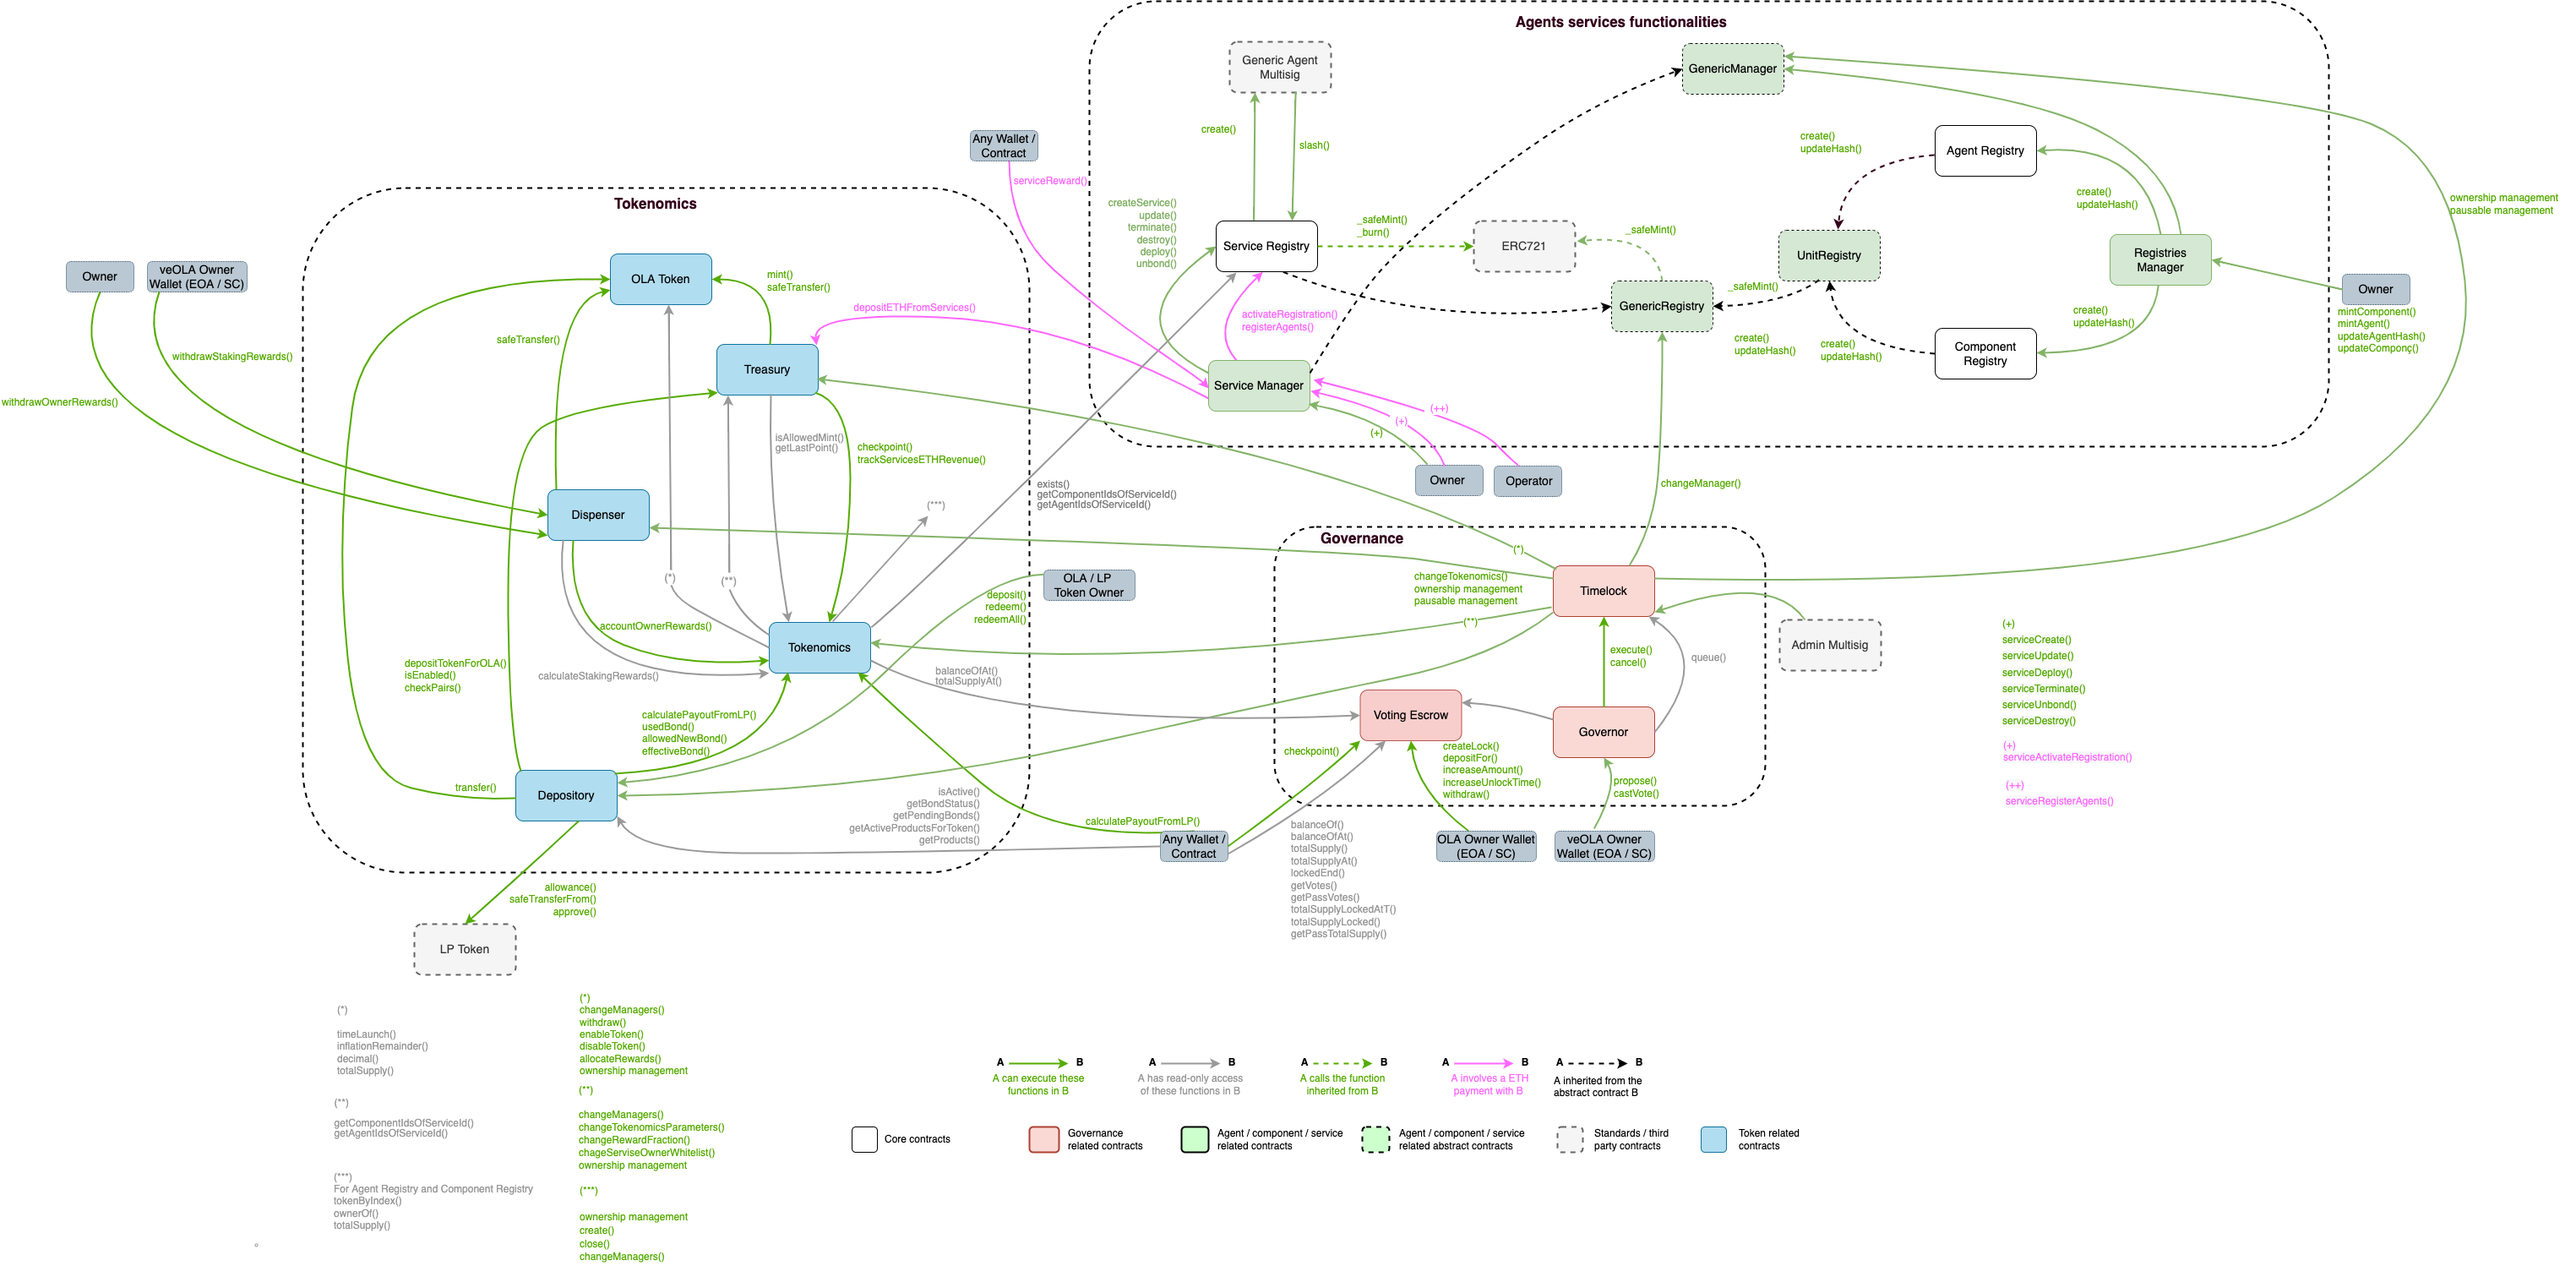 Agents services functionalities
Generic Agent
Multisig
GenericManager
Any Wallet /
Contract
create()
slash()
create()
updateHash()
Agent Registry
serviceReward()
create()
updateHash()
ownership management
pausable management
Tokenomics
createService()
update()
terminate()
destroy()
deploy()
unbond()
Service Registry
_safeMint()
_burn()
ERC721
_safeMint()
UnitRegistry
Registries
Manager
Owner
veOLA Owner
Wallet (EOA / SC)
OLA Token
mint()
safeTransfer()
GenericRegistry
_safeMint()
Owner
mintComponent()
mintAgent()
updateAgentHash()
updateComponç()
depositETHFromServices()
activateRegistration()
registerAgents()
create()
updateHash()
create()
updateHash()
create()
updateHash()
Component
Registry
safeTransfer()
withdrawStakingRewards()
Treasury
Service Manager
withdrawOwnerRewards()
(++)
(+)
(+)
isAllowedMint()
getLastPoint()
checkpoint()
trackServicesETHRevenue()
Owner
Operator
exists()
getComponentIdsOfServiceId()
getAgentIdsOfServiceId()
changeManager()
(***)
Dispenser
Governance
(*)
(*)
(**)
OLA / LP
Token Owner
changeTokenomics()
ownership management
pausable management
Timelock
deposit()
redeem()
redeemAll()
(**)
accountOwnerRewards()
Tokenomics
Admin Multisig
execute()
cancel()
queue()
(+)
serviceCreate()
serviceUpdate()
serviceDeploy()
serviceTerminate()
serviceUnbond()
serviceDestroy()
depositTokenForOLA()
isEnabled()
checkPairs()
calculateStakingRewards()
balanceOfAt()
totalSupplyAt()
calculatePayoutFromLP()
usedBond()
allowedNewBond()
effectiveBond()
Voting Escrow
Governor
checkpoint()
createLock()
depositFor()
increaseAmount()
increaseUnlockTime()
withdraw()
propose()
castVote()
(+)
serviceActivateRegistration()
(++)
serviceRegisterAgents()
transfer()
Depository
isActive()
getBondStatus()
getPendingBonds()
getActiveProductsForToken()
getProducts()
calculatePayoutFromLP()
Any Wallet /
Contract
balanceOf()
balanceOfAt()
totalSupply()
totalSupplyAt()
lockedEnd()
getVotes()
getPassVotes()
totalSupplyLockedAtT()
totalSupplyLocked()
getPassTotalSupply()
OLA Owner Wallet
(EOA / SC)
veOLA Owner
Wallet (EOA / SC)
allowance()
safeTransferFrom()
approve()
LP Token
(*)
timeLaunch()
inflationRemainder()
decimal()
totalSupply()
(**)
getComponentIdsOfServiceId()
getAgentIdsOfServiceId()
(***)
For Agent Registry and Component Registry
tokenByIndex()
ownerOf()
totalSupply()
(*)
changeManagers()
withdraw()
enableToken()
disableToken()
allocateRewards()
ownership management
(**)
changeManagers()
changeTokenomicsParameters()
changeRewardFraction()
chageServiseOwnerWhitelist()
ownership management
(***)
ownership management
create()
close()
changeManagers()
A B
A can execute these
functions in B
A B
A has read-only access
of these functions in B
A B
A calls the function
inherited from B
A B
A involves a ETH
payment with B
A B
A inherited from the
abstract contract B
Core contracts
Governance
related contracts
Agent / component / service
related contracts
Agent / component / service
related abstract contracts
Standards / third
party contracts
Token related
contracts